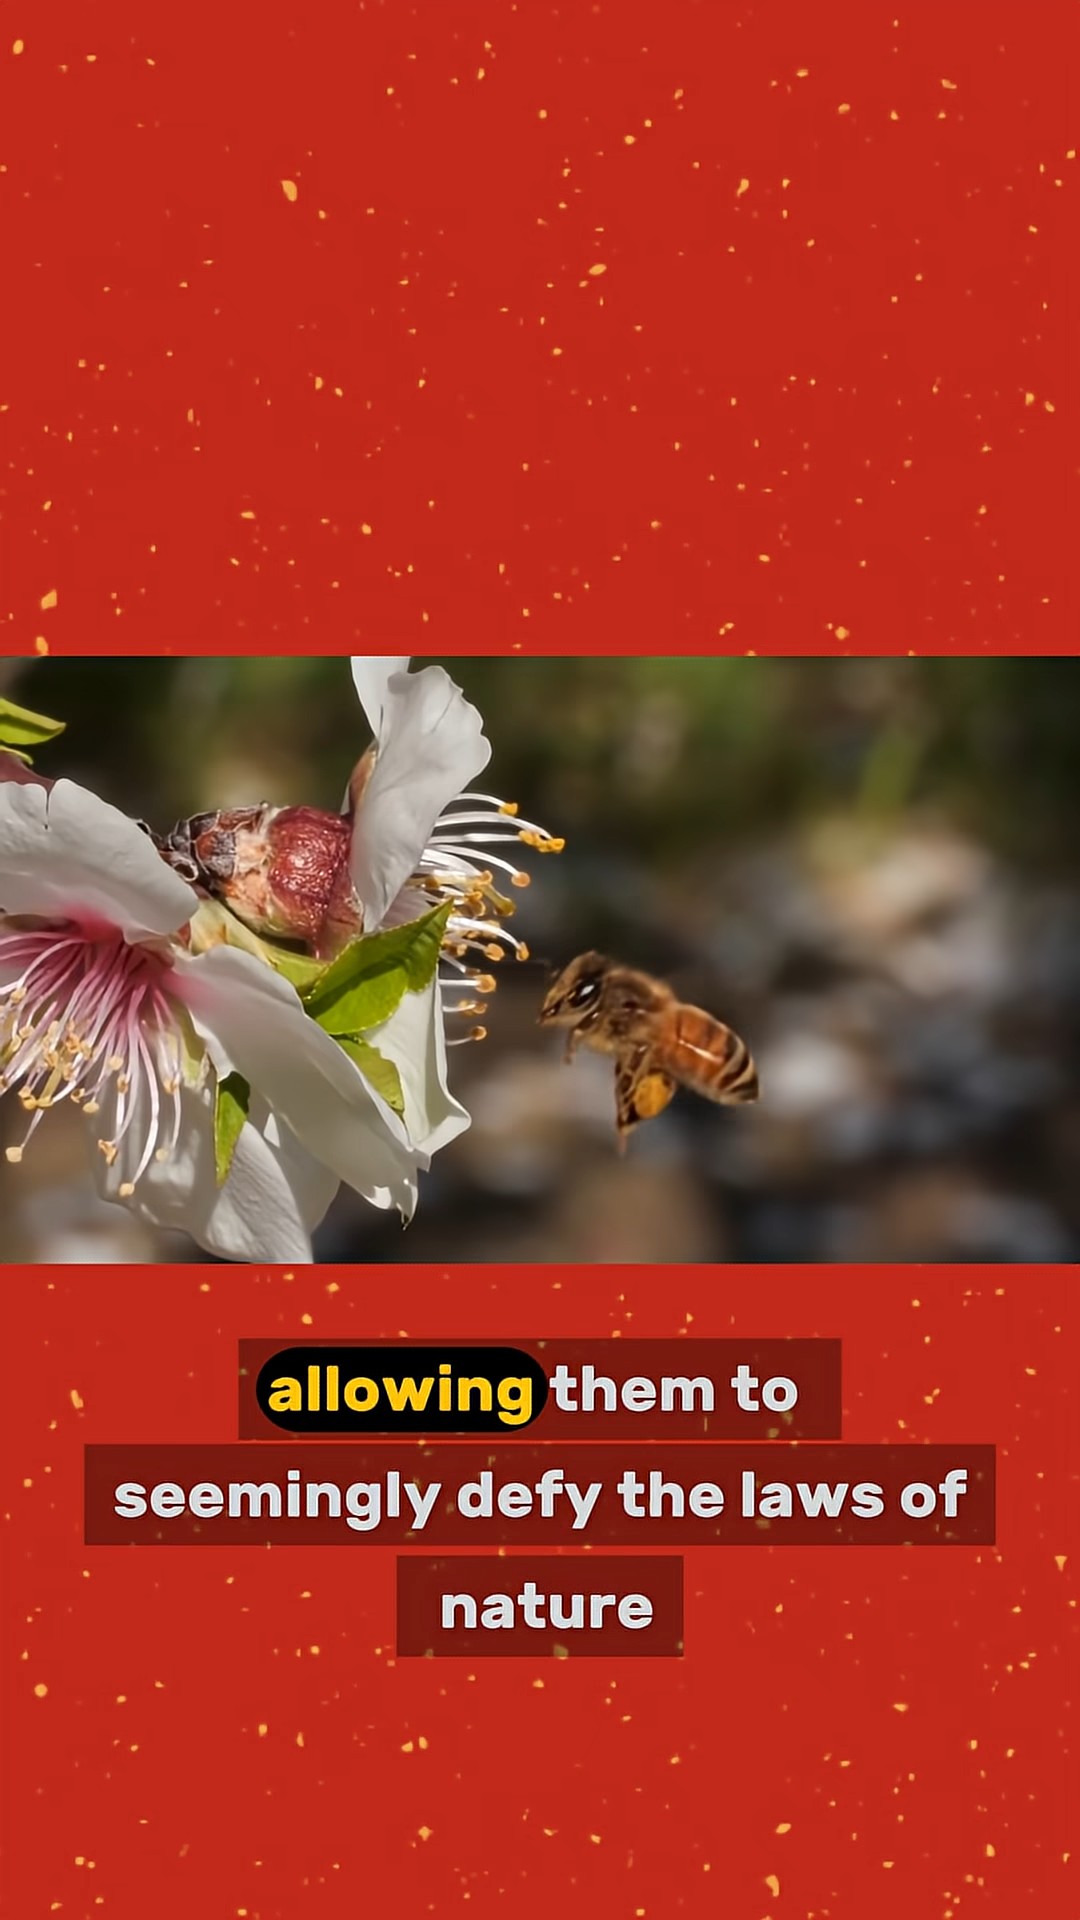 allowing them to
seemingly defy the laws of
nature